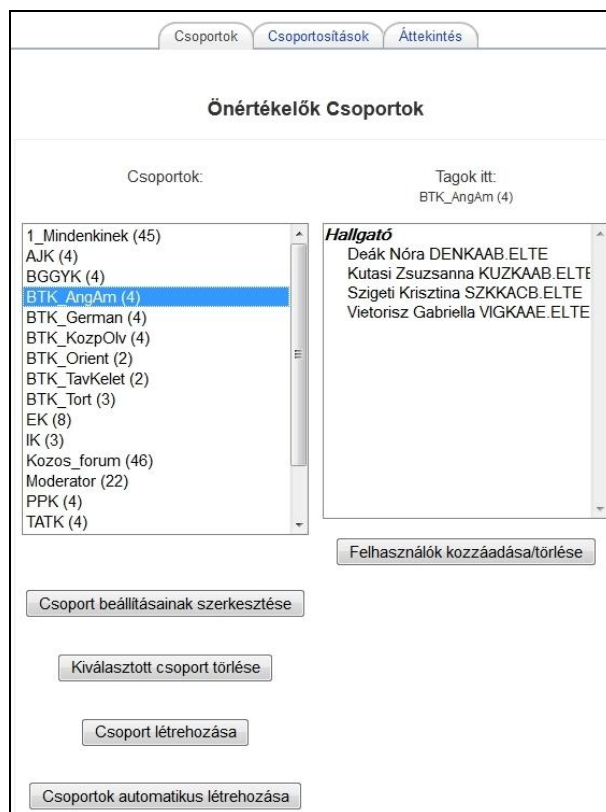 Csoportok Csoportosítások Áttekintés
Önértékelők Csoportok
Csoportok:
1_Mindenkinek (45)
AJK (4)
BGGYK (4)
BTK_AngAm (4)
BTK_German (4)
BTK_KozpOlv (4)
BTK_Orient (2)
BTK_TavKelet (2)
BTK_Tort (3)
EK (8)
IK (3)
Kozos_forum (46)
Moderator (22)
PPK (4)
TATK (4)
Csoport beállításainak szerkesztése
Kiválasztott csoport törlése
Csoport létrehozása
Csoportok automatikus létrehozása
Tagok itt:
BTK_AngAm (4)
Hallgató
Deák Nóra DENKAAB.ELTE
Kutasi Zsuzsanna KUZKAAB.ELTE
Szigeti Krisztina SZKKACB.ELTE
Vietorisz Gabriella VIGKAAE.ELTE
Felhasználók kozzáadása/törlése